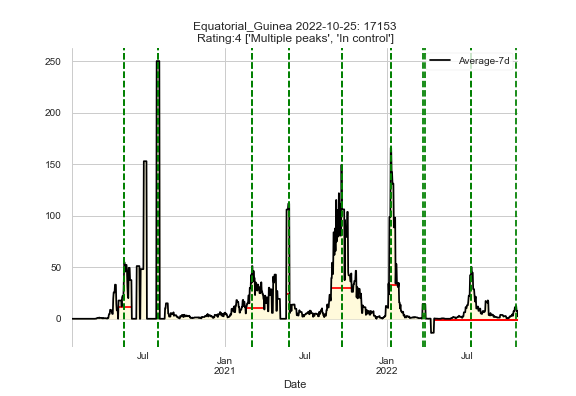 Equatorial_Guinea 2022-10-25: 17153
Rating:4 ['Multiple peaks', 'In control']
Average-7d
250
200
150
100
50
0
Jul
Jan
2021
Jul
Jan
2022
Jul
Date